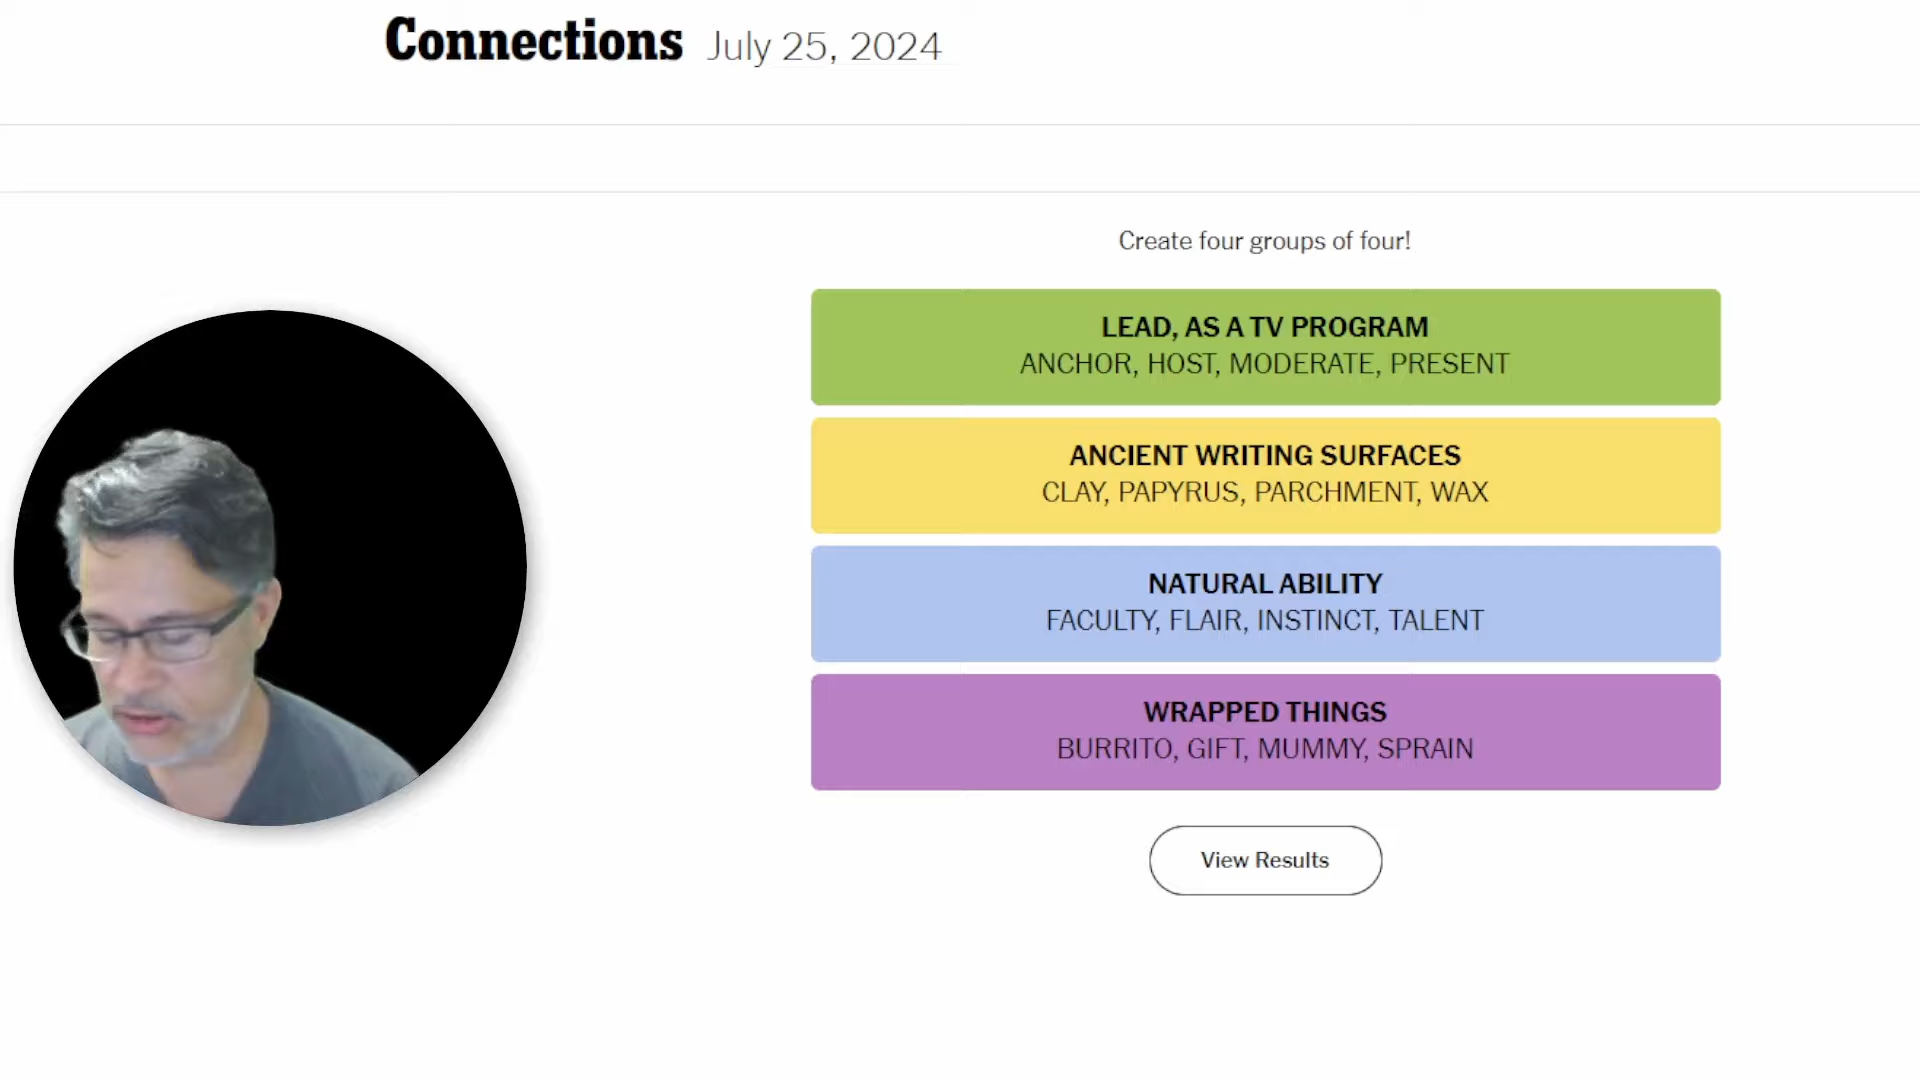 Connections July 25, 2024
Create four groups of four!
LEAD, AS A TV PROGRAM
ANCHOR, HOST, MODERATE, PRESENT
ANCIENT WRITING SURFACES
CLAY, PAPYRUS, PARCHMENT, WAX
NATURAL ABILITY
FACULTY, FLAIR, INSTINCT, TALENT
WRAPPED THINGS
BURRITO, GIFT, MUMMY, SPRAIN
View Results